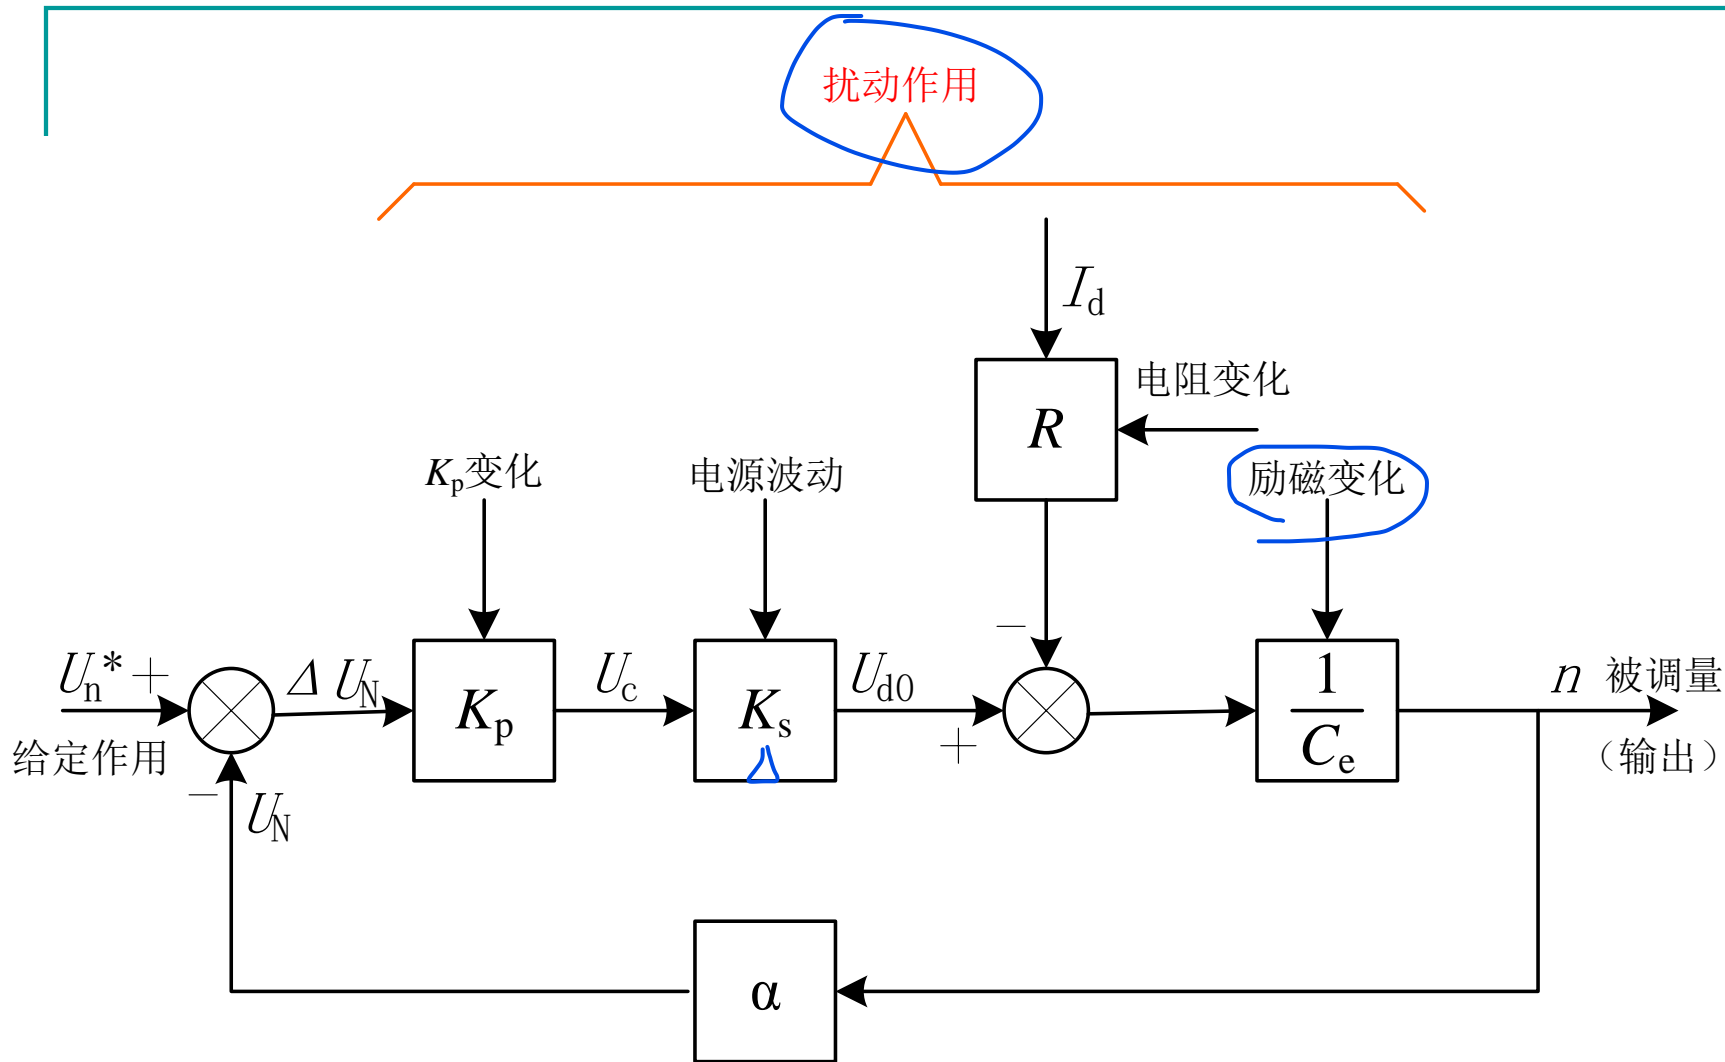 扰动作用
I_d
电阻变化
R
K_p变化
电源波动
励磁变化
−
U_n* +
Δ U_N
K_p
U_c
K_s
U_d0
+
1
C_e
n 被调量
给定作用
（输出）
−
U_N
α